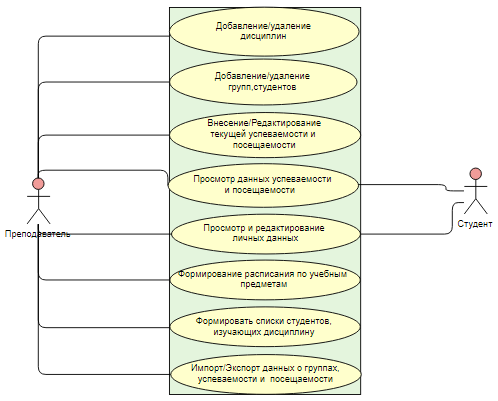 Добавление/удаление
дисциплин
Добавление/удаление
групп,студентов
Внесение/Редактирование
текущей успеваемости и
посещаемости
Просмотр данных успеваемости
и посещаемости
Преподаватель
Студент
Просмотр и редактирование
личных данных
Формирование расписания по учебным
предметам
Формировать списки студентов,
изучающих дисциплину
Импорт/Экспорт данных о группах,
успеваемости и посещаемости